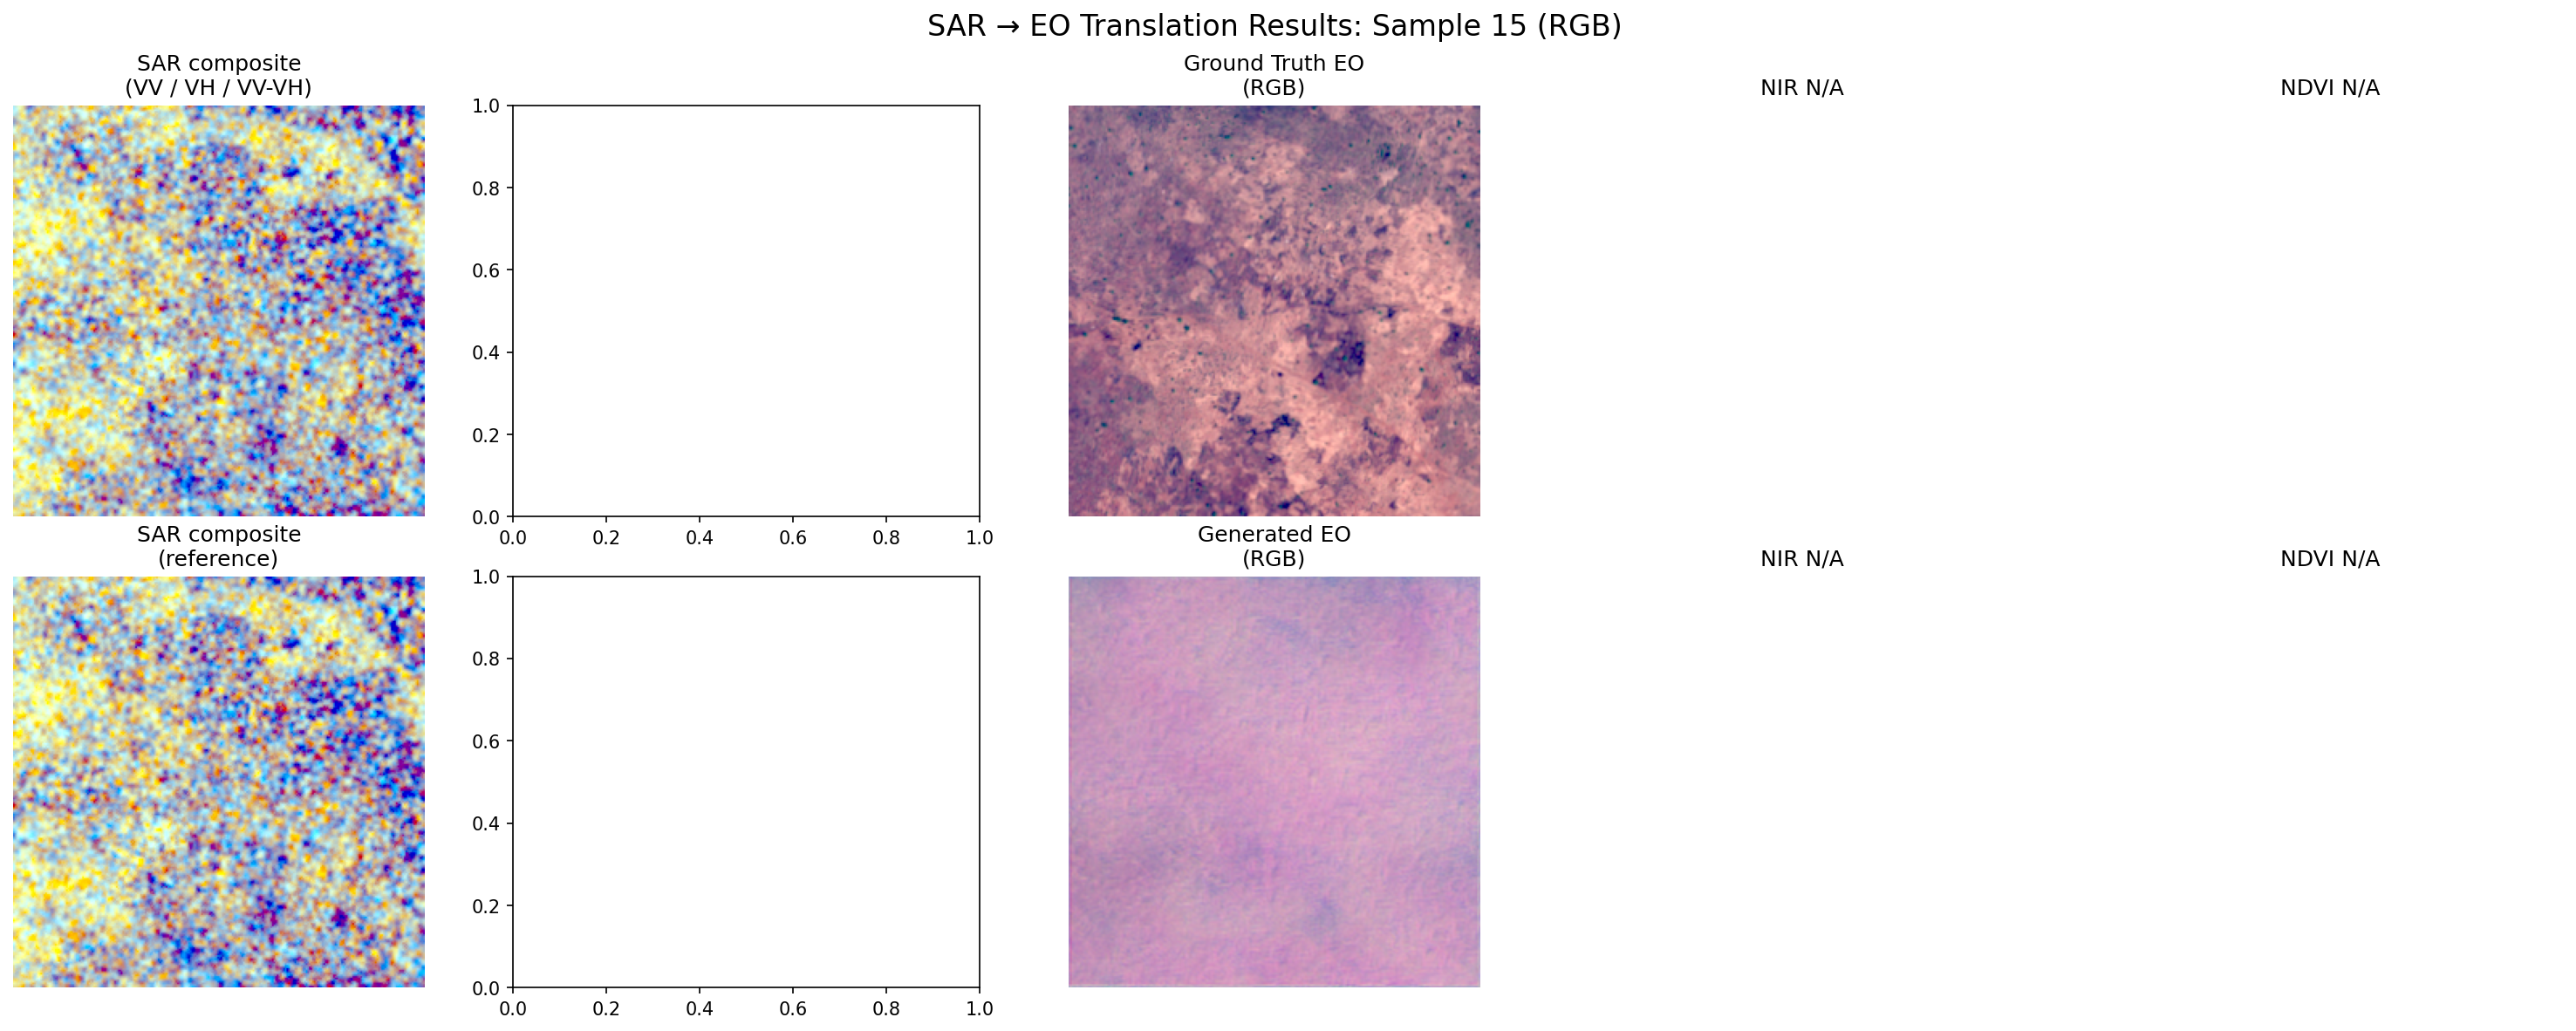 SAR → EO Translation Results: Sample 15 (RGB)
SAR composite
(VV / VH / VV-VH)
1.0
0.8
0.6
0.4
0.2
0.0
0.0 0.2 0.4 0.6 0.8 1.0
Ground Truth EO
(RGB)
NIR N/A
NDVI N/A
SAR composite
(reference)
1.0
0.8
0.6
0.4
0.2
0.0
0.0 0.2 0.4 0.6 0.8 1.0
Generated EO
(RGB)
NIR N/A
NDVI N/A